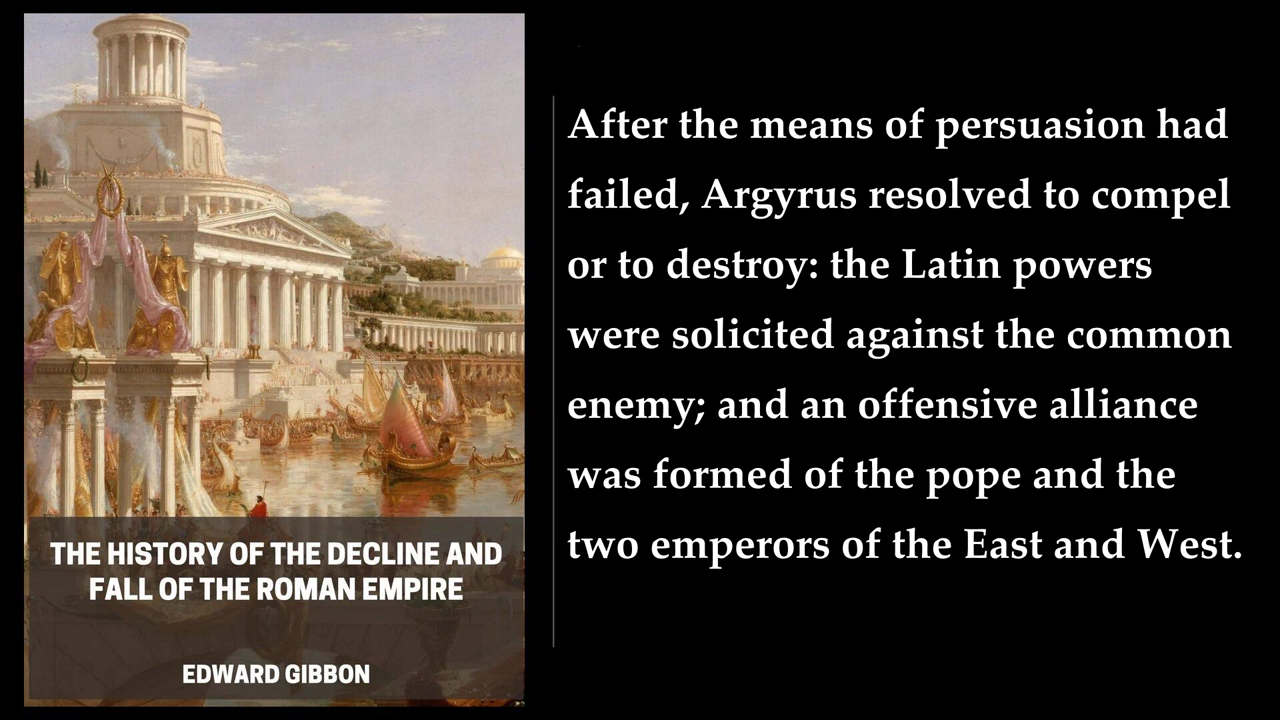 After the means of persuasion had
failed, Argyrus resolved to compel
or to destroy: the Latin powers
were solicited against the common
enemy; and an offensive alliance
was formed of the pope and the
two emperors of the East and West.
THE HISTORY OF THE DECLINE AND
FALL OF THE ROMAN EMPIRE
EDWARD GIBBON